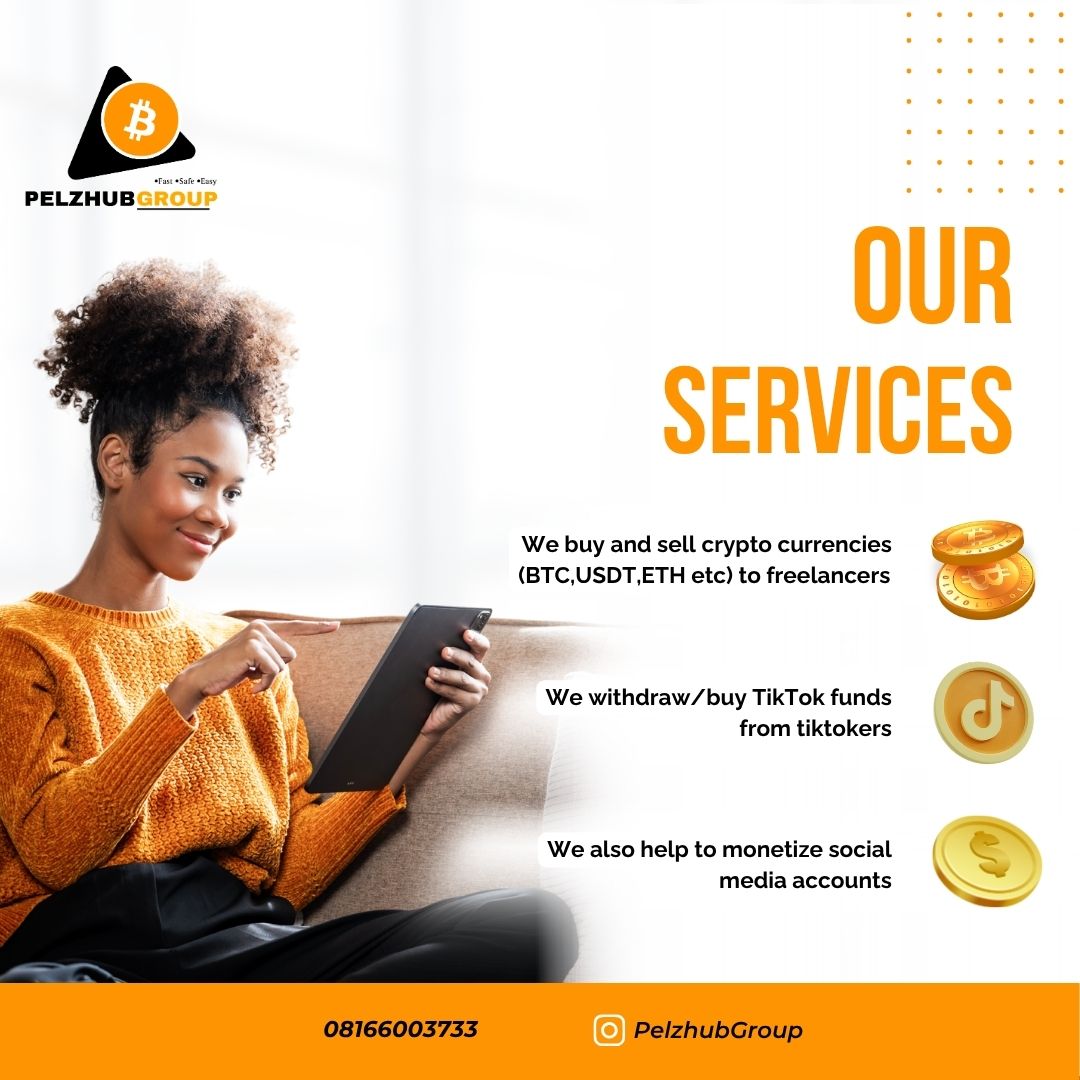 •Fast •Safe •Easy
PELZHUBGROUP
OUR
SERVICES
We buy and sell crypto currencies
(BTC,USDT,ETH etc) to freelancers
We withdraw/buy TikTok funds
from tiktokers
We also help to monetize social
media accounts
08166003733
PelzhubGroup